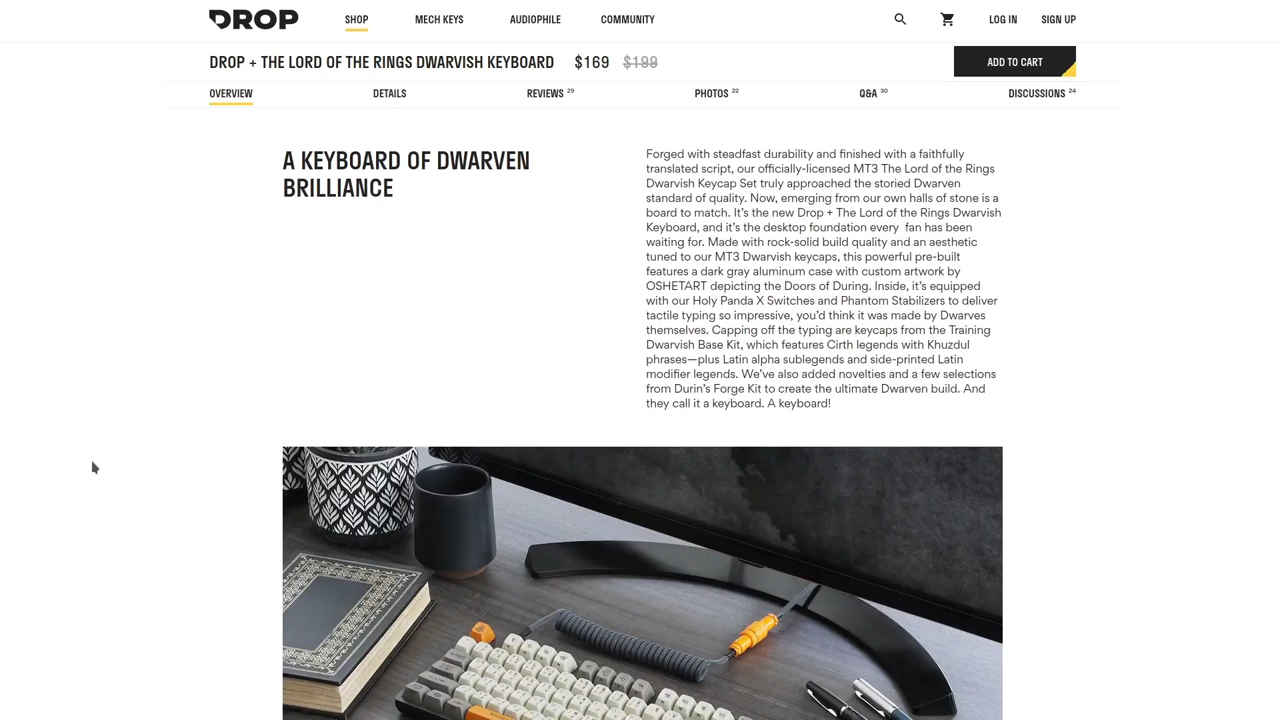 DROP
SHOP
MECH KEYS
AUDIOPHILE
COMMUNITY
LOG IN
SIGN UP
DROP + THE LORD OF THE RINGS DWARVISH KEYBOARD $169 $199
ADD TO CART
OVERVIEW
DETAILS
REVIEWS 29
PHOTOS 22
Q&A 30
DISCUSSIONS 24
A KEYBOARD OF DWARVEN
BRILLIANCE
Forged with steadfast durability and finished with a faithfully
translated script, our officially-licensed MT3 The Lord of the Rings
Dwarvish Keycap Set truly approached the storied Dwarven
standard of quality. Now, emerging from our own halls of stone is a
board to match. It’s the new Drop + The Lord of the Rings Dwarvish
Keyboard, and it’s the desktop foundation every  fan has been
waiting for. Made with rock-solid build quality and an aesthetic
tuned to our MT3 Dwarvish keycaps, this powerful pre-built
features a dark gray aluminum case with custom artwork by
OSHETART depicting the Doors of During. Inside, it’s equipped
with our Holy Panda X Switches and Phantom Stabilizers to deliver
tactile typing so impressive, you’d think it was made by Dwarves
themselves. Capping off the typing are keycaps from the Training
Dwarvish Base Kit, which features Cirth legends with Khuzdul
phrases—plus Latin alpha sublegends and side-printed Latin
modifier legends. We’ve also added novelties and a few selections
from Durin’s Forge Kit to create the ultimate Dwarven build. And
they call it a keyboard. A keyboard!